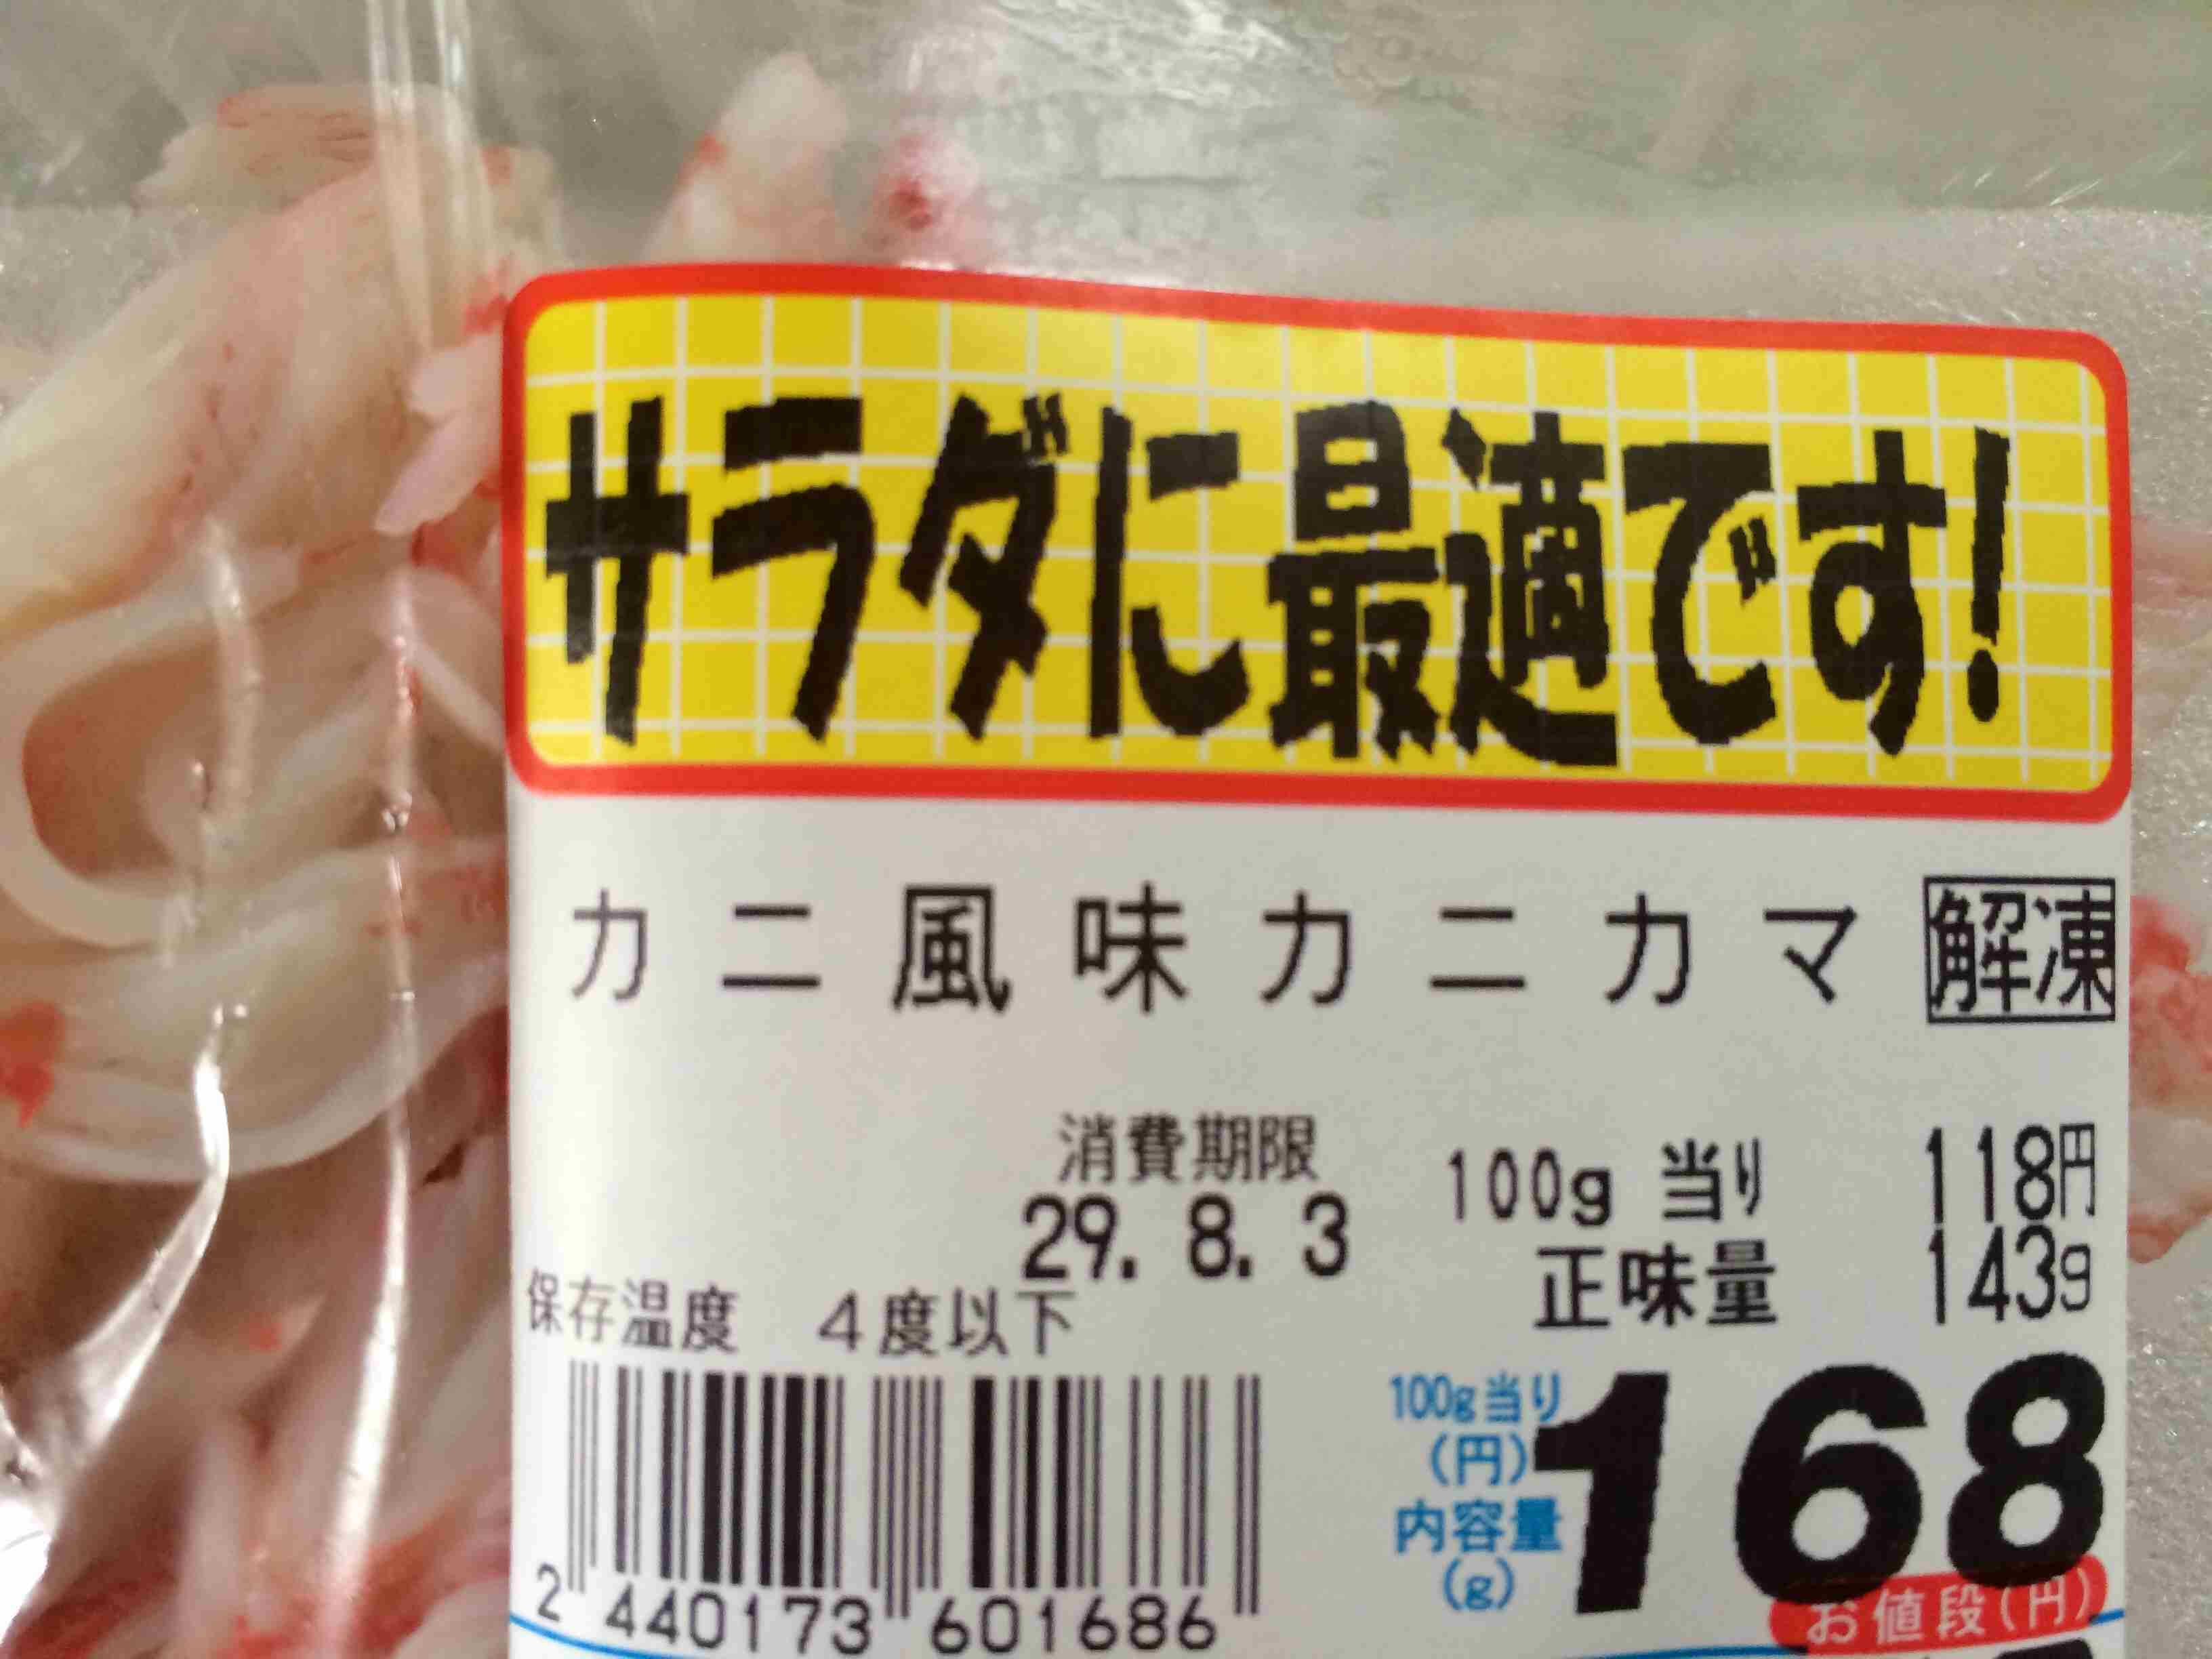 サラダに最適です!
カニ風味カニカマ 解凍
消費期限
29. 8. 3
100g 当り 118円
正味量 143g
保存温度 4度以下
100g当り
(円)
内容量
(g)
168
お値段(円)
2 440173 601686